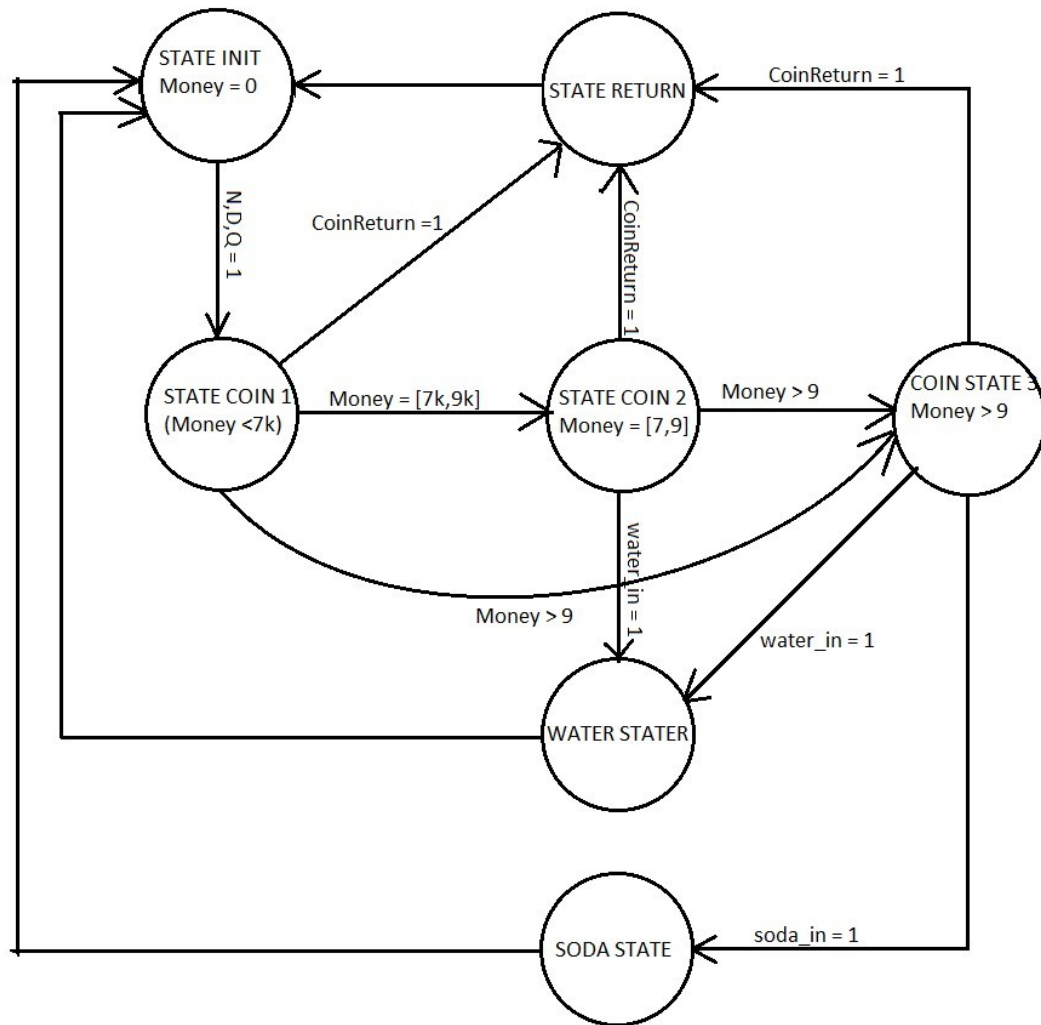 STATE INIT
Money = 0
STATE RETURN
CoinReturn = 1
N,D,Q = 1
CoinReturn =1
CoinReturn = 1
STATE COIN 1
(Money <7k)
Money = [7k,9k]
STATE COIN 2
Money = [7,9]
Money > 9
COIN STATE 3
Money > 9
water_in = 1
Money > 9
water_in = 1
WATER STATER
SODA STATE
soda_in = 1